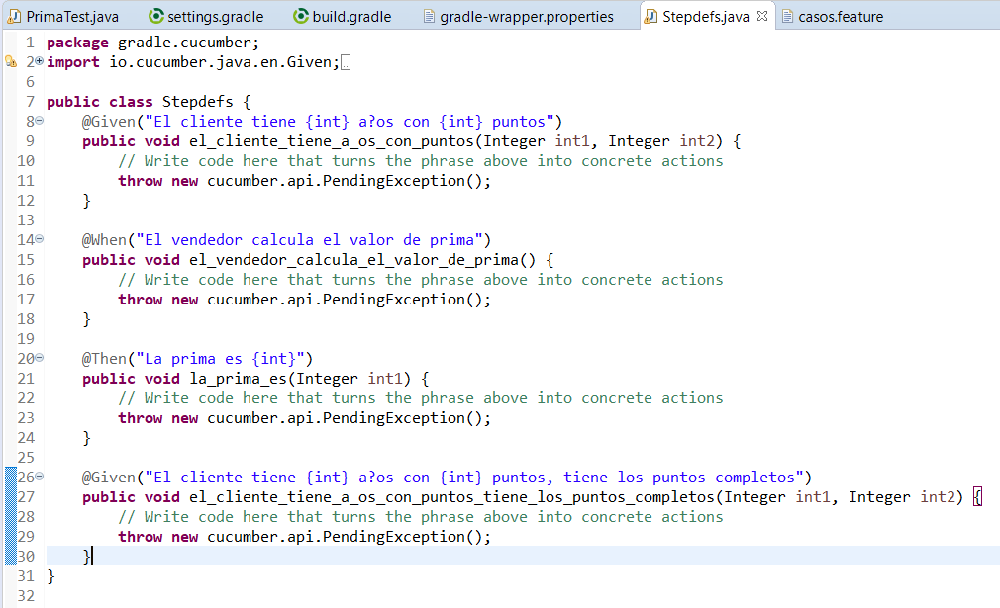 PrimaTest.java settings.gradle build.gradle gradle-wrapper.properties Stepdefs.java casos.feature
1 package gradle.cucumber;
2 import io.cucumber.java.en.Given;
6
7 public class Stepdefs {
8 @Given("El cliente tiene {int} a?os con {int} puntos")
9 public void el_cliente_tiene_a_os_con_puntos(Integer int1, Integer int2) {
10 // Write code here that turns the phrase above into concrete actions
11 throw new cucumber.api.PendingException();
12 }
13
14 @When("El vendedor calcula el valor de prima")
15 public void el_vendedor_calcula_el_valor_de_prima() {
16 // Write code here that turns the phrase above into concrete actions
17 throw new cucumber.api.PendingException();
18 }
19
20 @Then("La prima es {int}")
21 public void la_prima_es(Integer int1) {
22 // Write code here that turns the phrase above into concrete actions
23 throw new cucumber.api.PendingException();
24 }
25
26 @Given("El cliente tiene {int} a?os con {int} puntos, tiene los puntos completos")
27 public void el_cliente_tiene_a_os_con_puntos_tiene_los_puntos_completos(Integer int1, Integer int2) {
28 // Write code here that turns the phrase above into concrete actions
29 throw new cucumber.api.PendingException();
30 }
31 }
32